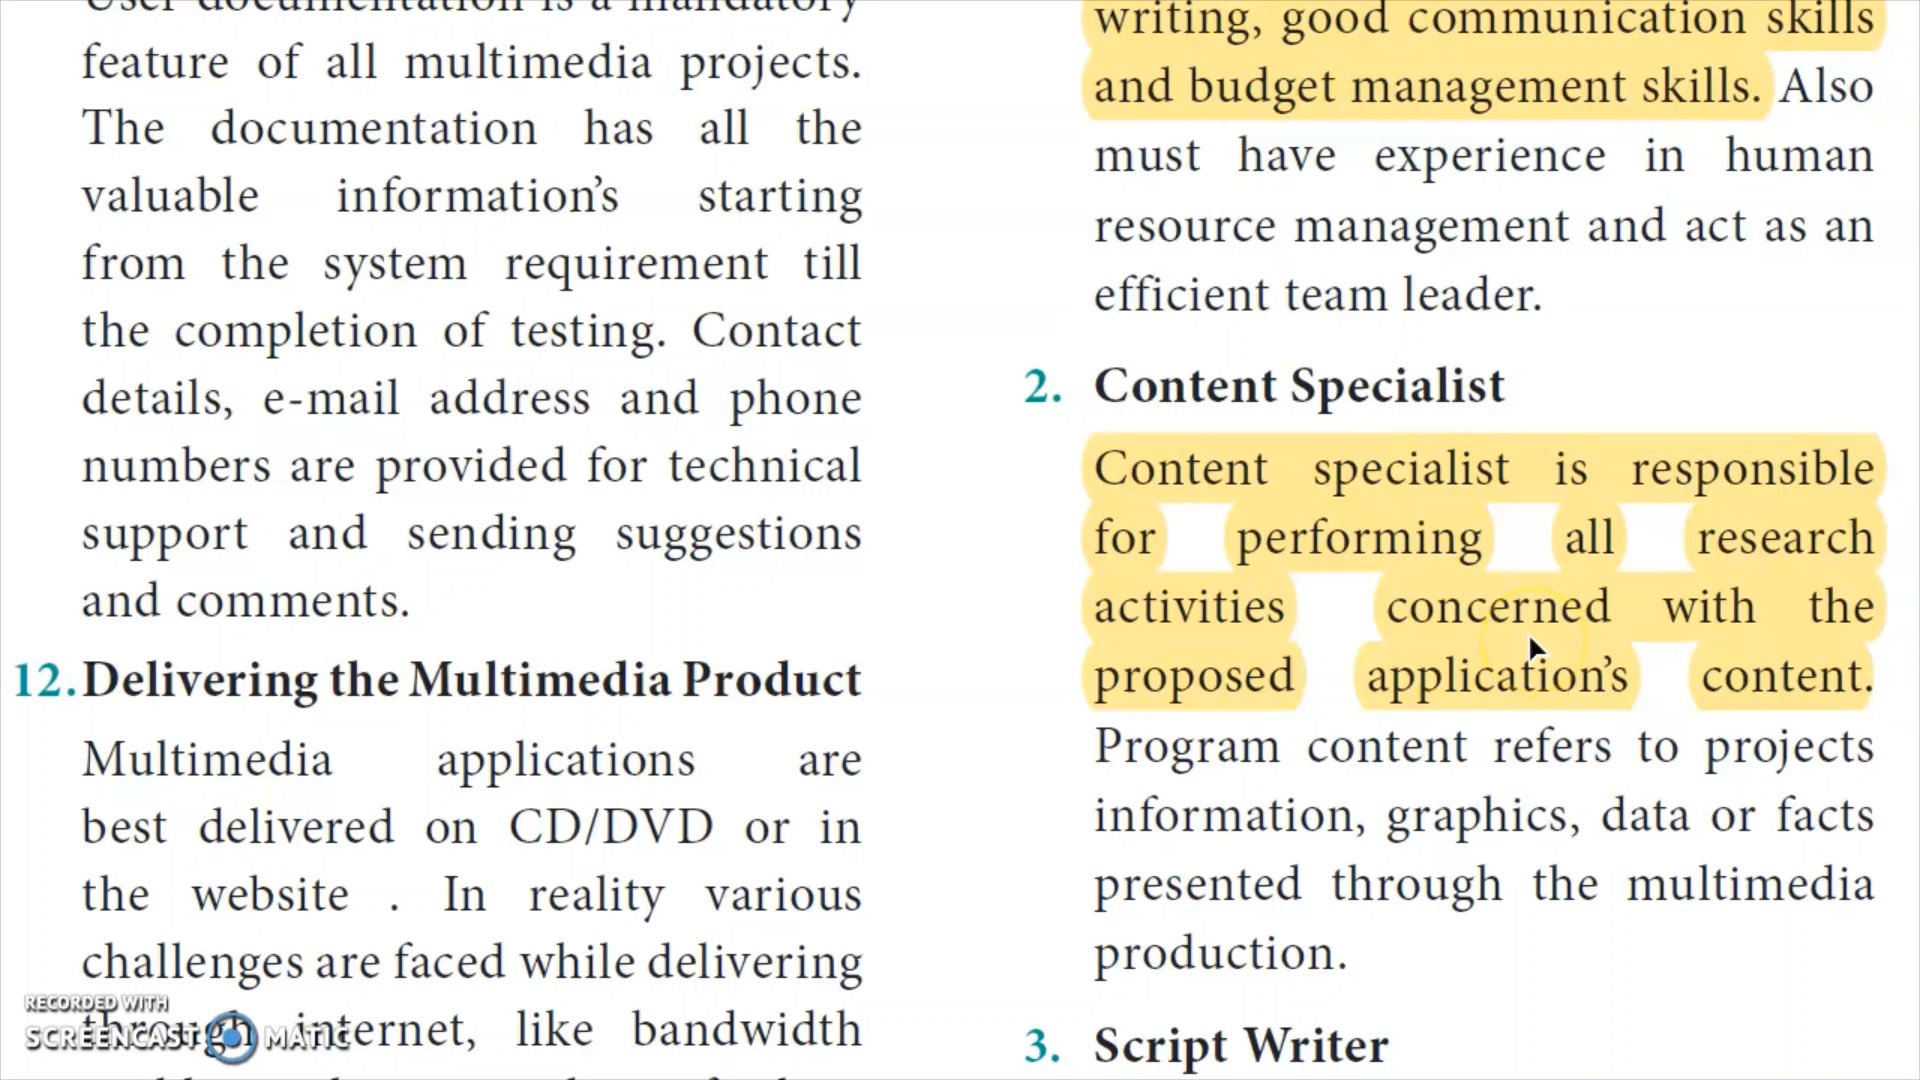 User documentation is a mandatory
feature of all multimedia projects.
The documentation has all the
valuable information’s starting
from the system requirement till
the completion of testing. Contact
details, e-mail address and phone
numbers are provided for technical
support and sending suggestions
and comments.
12. Delivering the Multimedia Product
Multimedia applications are
best delivered on CD/DVD or in
the website . In reality various
challenges are faced while delivering
through internet, like bandwidth
writing, good communication skills
and budget management skills. Also
must have experience in human
resource management and act as an
efficient team leader.
2. Content Specialist
Content specialist is responsible
for performing all research
activities concerned with the
proposed application’s content.
Program content refers to projects
information, graphics, data or facts
presented through the multimedia
production.
3. Script Writer
RECORDED WITH
SCREENCAST MATIC